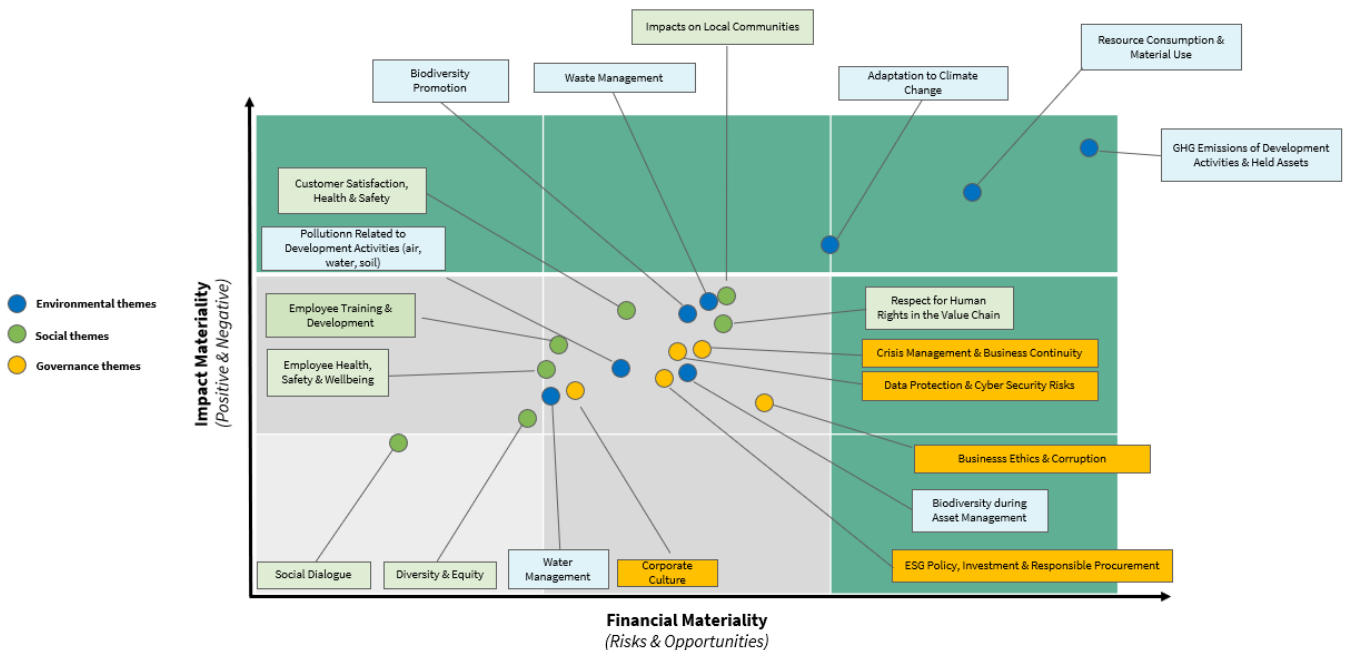 Impacts on Local Communities
Resource Consumption &
Material Use
Biodiversity
Promotion
Waste Management
Adaptation to Climate
Change
GHG Emissions of Development
Activities & Held Assets
Customer Satisfaction,
Health & Safety
Pollutionn Related to
Development Activities (air,
water, soil)
Environmental themes
Social themes
Governance themes
Impact Materiality
(Positive & Negative)
Employee Training &
Development
Employee Health,
Safety & Wellbeing
Respect for Human
Rights in the Value Chain
Crisis Management & Business Continuity
Data Protection & Cyber Security Risks
Businesss Ethics & Corruption
Biodiversity during
Asset Management
ESG Policy, Investment & Responsible Procurement
Social Dialogue
Diversity & Equity
Water
Management
Corporate
Culture
Financial Materiality
(Risks & Opportunities)